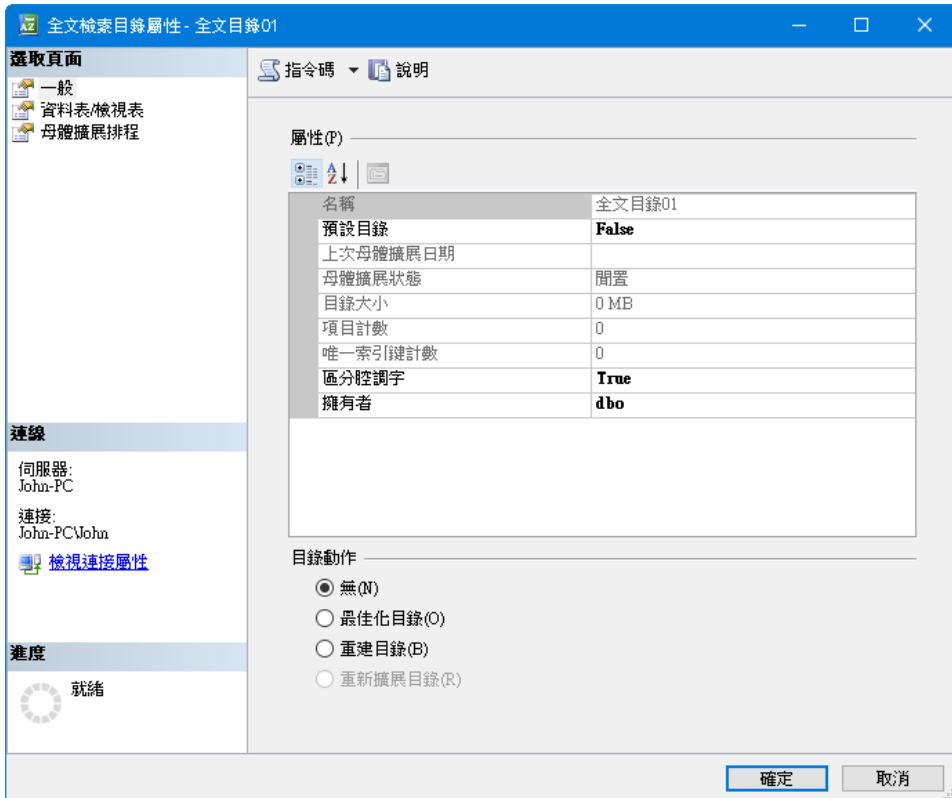 全文檢索目錄屬性 - 全文目錄01
選取頁面
一般
資料表/檢視表
母體擴展排程
連線
伺服器:
John-PC
連接:
John-PC\John
檢視連接屬性
進度
就緒
指令碼 說明
屬性(P)
名稱 全文目錄01
預設目錄 False
上次母體擴展日期
母體擴展狀態 閒置
目錄大小 0 MB
項目計數 0
唯一索引鍵計數 0
區分腔調字 True
擁有者 dbo
目錄動作
無(N)
最佳化目錄(O)
重建目錄(B)
重新擴展目錄(R)
確定 取消